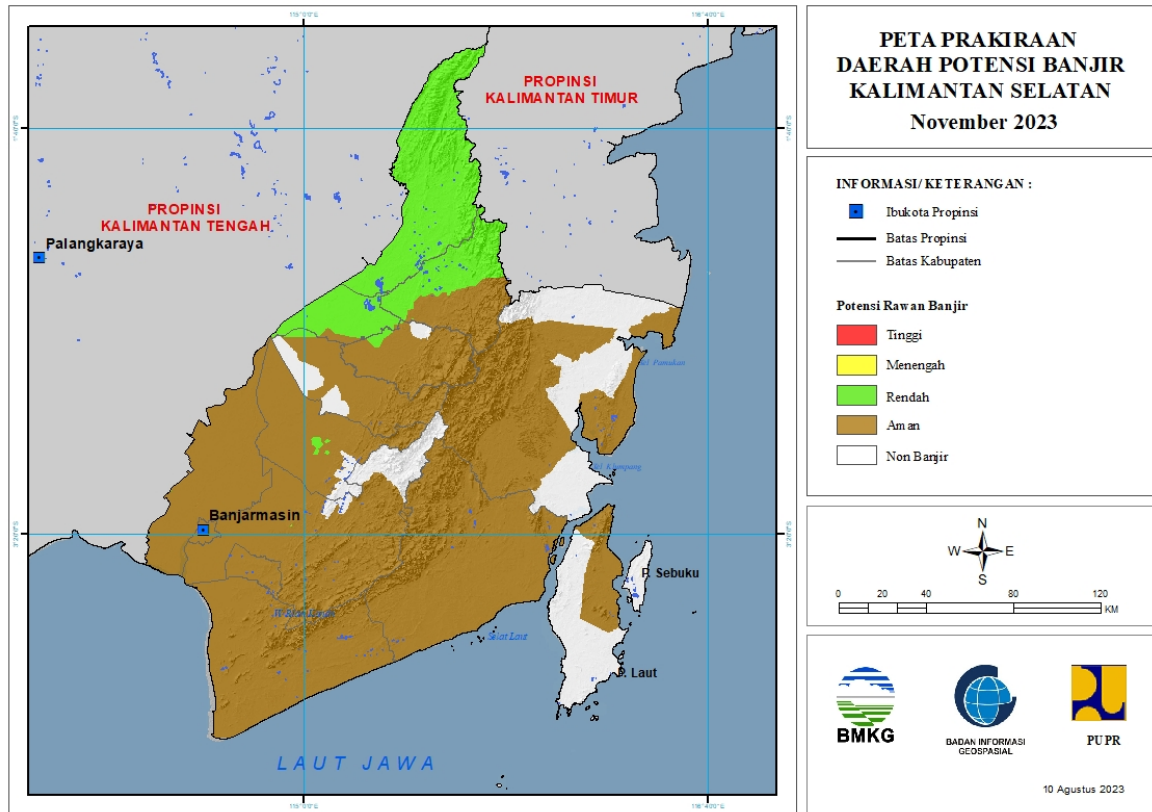 PETA PRAKIRAAN
DAERAH POTENSI BANJIR
KALIMANTAN SELATAN
November 2023
INFORMASI/ KETERANGAN :
Ibukota Propinsi
Batas Propinsi
Batas Kabupaten
Potensi Rawan Banjir
Tinggi
Menengah
Rendah
Aman
Non Banjir
N
W E
S
0 20 40 80 120
KM
BMKG
BADAN INFORMASI
GEOSPASIAL
PUPR
10 Agustus 2023
PROPINSI
KALIMANTAN TIMUR
PROPINSI
KALIMANTAN TENGAH
Palangkaraya
Banjarmasin
P. Sebuku
Selat Laut
P. Laut
LAUT JAWA